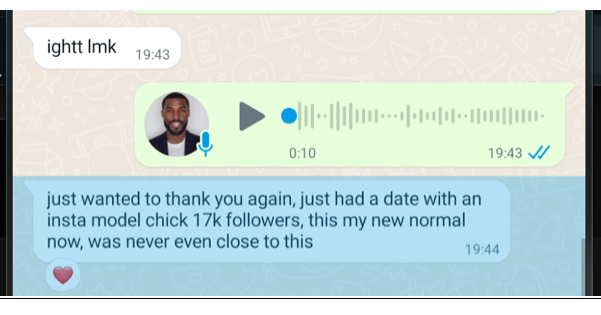 ightt lmk
19:43
0:10
19:43
just wanted to thank you again, just had a date with an
insta model chick 17k followers, this my new normal
now, was never even close to this
19:44